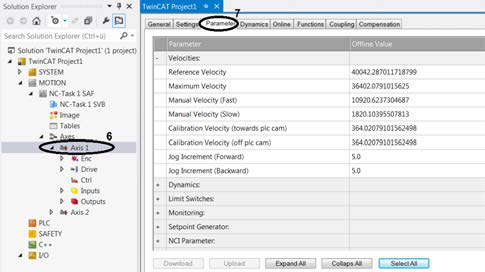 Solution Explorer
Search Solution Explorer (Ctrl+ü)
Solution 'TwinCAT Project1' (1 project)
TwinCAT Project1
SYSTEM
MOTION
NC-Task 1 SAF
NC-Task 1 SVB
Image
Tables
6
Axes
Axis 1
Enc
Drive
Ctrl
Inputs
Outputs
Axis 2
PLC
SAFETY
C++
I/O
TwinCAT Project1
7
General Settings Parameter Dynamics Online Functions Coupling Compensation
Parameter Offline Value
- Velocities:
Reference Velocity 40042.287011718799
Maximum Velocity 36402.0791015625
Manual Velocity (Fast) 10920.6237304687
Manual Velocity (Slow) 1820.10395507813
Calibration Velocity (towards plc cam) 364.02079101562498
Calibration Velocity (off plc cam) 364.02079101562498
Jog Increment (Forward) 5.0
Jog Increment (Backward) 5.0
+ Dynamics:
+ Limit Switches:
+ Monitoring:
+ Setpoint Generator:
+ NCI Parameter:
Download Upload Expand All Collaps All Select All